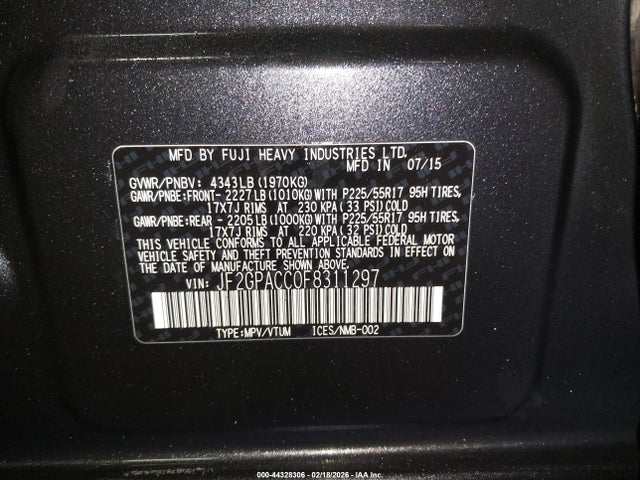 MFD BY FUJI HEAVY INDUSTRIES LTD.
MFD IN 07/15
GVWR/PNBV: 4343LB(1970KG)
GAWR/PNBE:FRONT- 2227LB(1010KG)WITH P225/55R17 95H TIRES,
17X7J RIMS AT 230 KPA(33 PSI)COLD
GAWR/PNBE:REAR - 2205LB(1000KG)WITH P225/55R17 95H TIRES,
17X7J RIMS AT 220 KPA(32 PSI)COLD
THIS VEHICLE CONFORMS TO ALL APPLICABLE FEDERAL MOTOR
VEHICLE SAFETY AND THEFT PREVENTION STANDARDS IN EFFECT ON
THE DATE OF MANUFACTURE SHOWN ABOVE.
VIN: JF2GPACC0F8311297
TYPE:MPV/VTUM ICES/NMB-002
000-44328306 - 02/18/2026 - IAA, Inc.